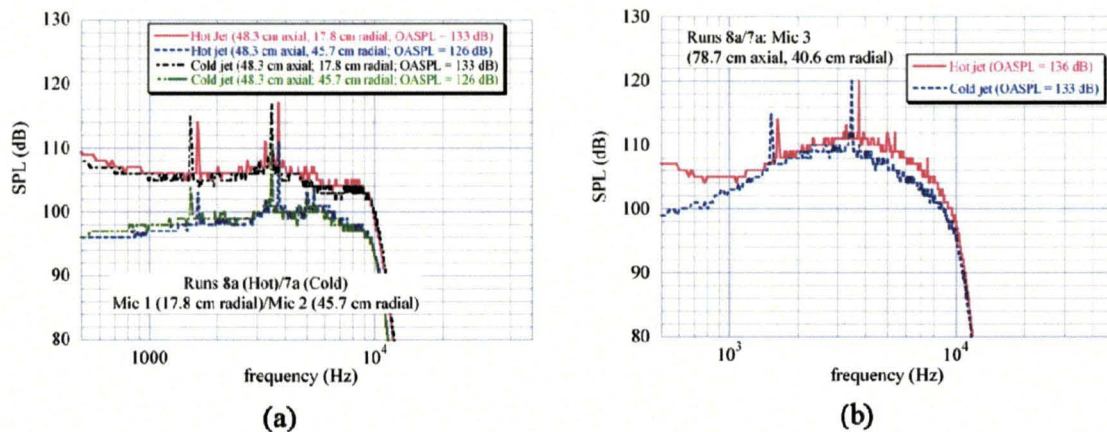 130
120
110
100
90
80
SPL (dB)
Hot Jet (48.3 cm axial, 17.8 cm radial; OASPL = 133 dB)
Hot jet (48.3 cm axial, 45.7 cm radial; OASPL = 126 dB)
Cold jet (48.3 cm axial; 17.8 cm radial; OASPL = 133 dB)
Cold jet (48.3 cm axial; 45.7 cm radial; OASPL = 126 dB)
Runs 8a (Hot)/7a (Cold)
Mic 1 (17.8 cm radial)/Mic 2 (45.7 cm radial)
1000
10⁴
frequency (Hz)
(a)
130
120
110
100
90
80
SPL (dB)
Runs 8a/7a: Mic 3
(78.7 cm axial, 40.6 cm radial)
Hot jet (OASPL = 136 dB)
Cold jet (OASPL = 133 dB)
10³
10⁴
frequency (Hz)
(b)